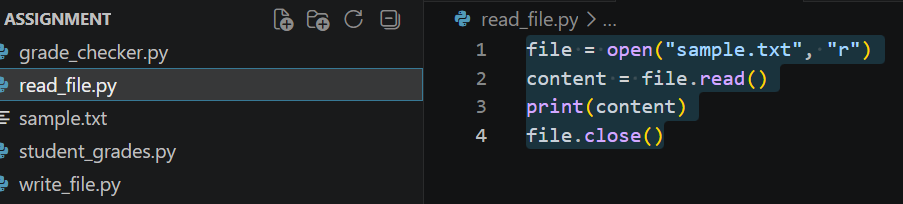 ASSIGNMENT
grade_checker.py
read_file.py
sample.txt
student_grades.py
write_file.py
read_file.py > ...
1 file = open("sample.txt", "r")
2 content = file.read()
3 print(content)
4 file.close()